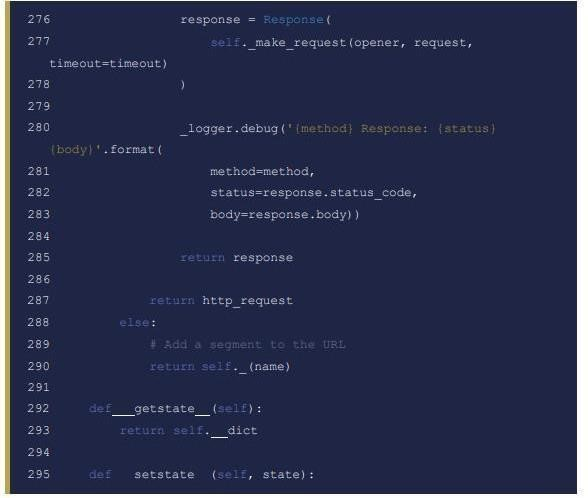 276 response = Response(
277 self._make_request(opener, request,
timeout=timeout)
278 )
279
280 _logger.debug('{method} Response: {status}
{body}'.format(
281 method=method,
282 status=response.status_code,
283 body=response.body))
284
285 return response
286
287 return http_request
288 else:
289 # Add a segment to the URL
290 return self._(name)
291
292 def __getstate__(self):
293 return self.__dict
294
295 def setstate (self, state):